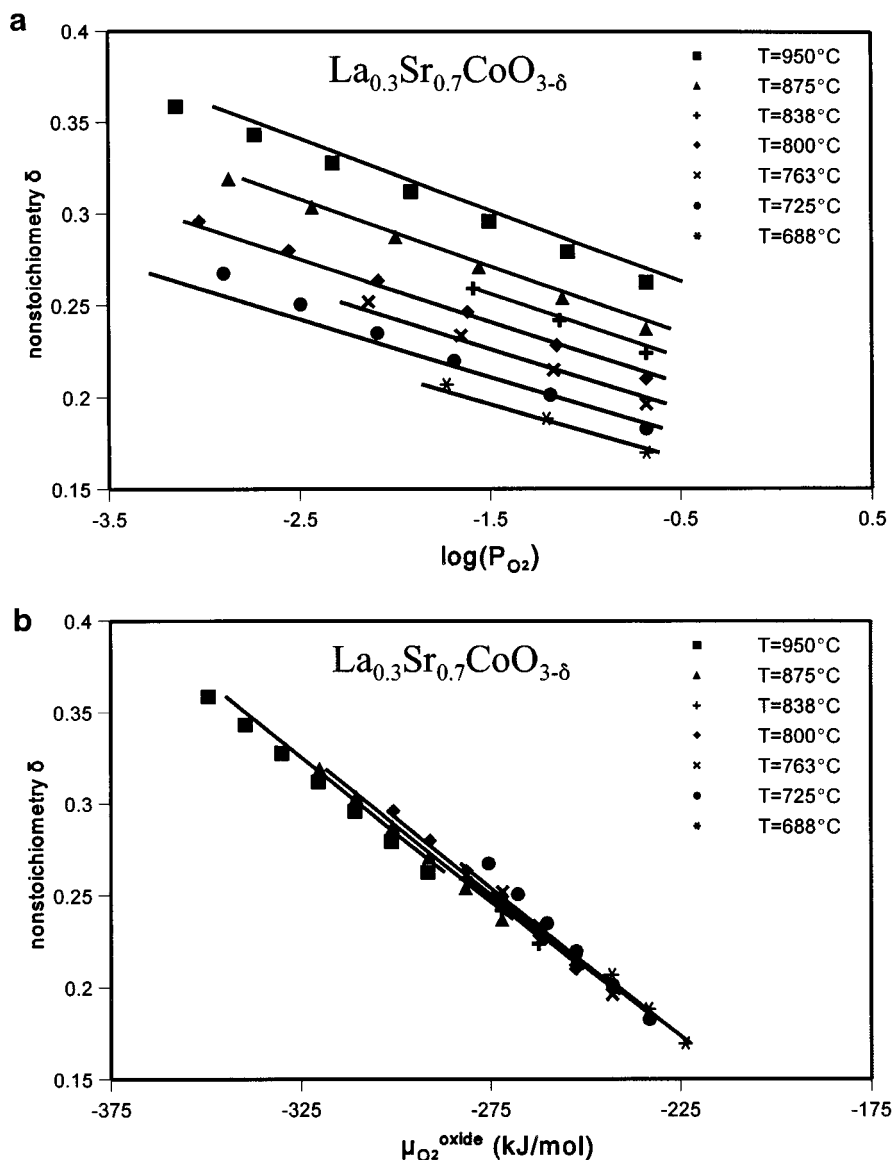 a
0.4
La0.3Sr0.7CoO3-δ
T=950°C
T=875°C
T=838°C
T=800°C
T=763°C
T=725°C
T=688°C
0.35
0.3
0.25
0.2
0.15
nonstoichiometry δ
-3.5
-2.5
-1.5
-0.5
0.5
log(PO2)
b
0.4
La0.3Sr0.7CoO3-δ
T=950°C
T=875°C
T=838°C
T=800°C
T=763°C
T=725°C
T=688°C
0.35
0.3
0.25
0.2
0.15
nonstoichiometry δ
-375
-325
-275
-225
-175
μO2oxide (kJ/mol)